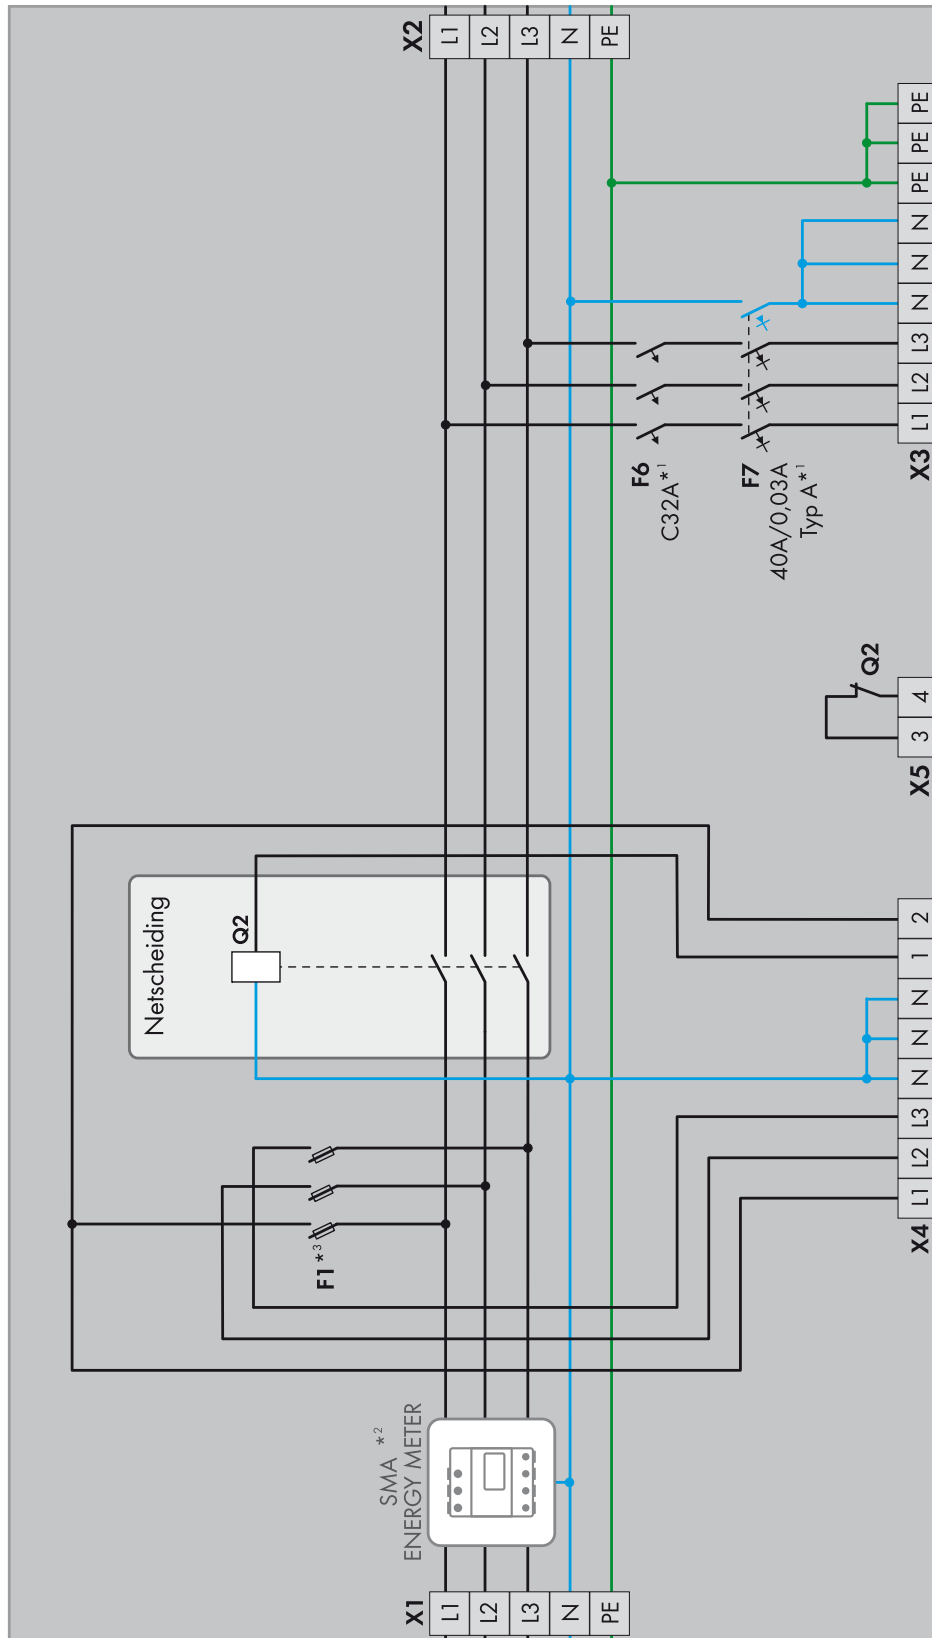 X2
L1
L2
L3
N
PE
PE
PE
PE
N
N
N
L3
L2
L1
X3
F6
C32A*1
F7
40A/0,03A
Typ A*1
Q2
4
3
X5
Netscheiding
Q2
2
1
N
N
N
L3
L2
L1
X4
F1 *3
SMA *2
ENERGY METER
X1
L1
L2
L3
N
PE